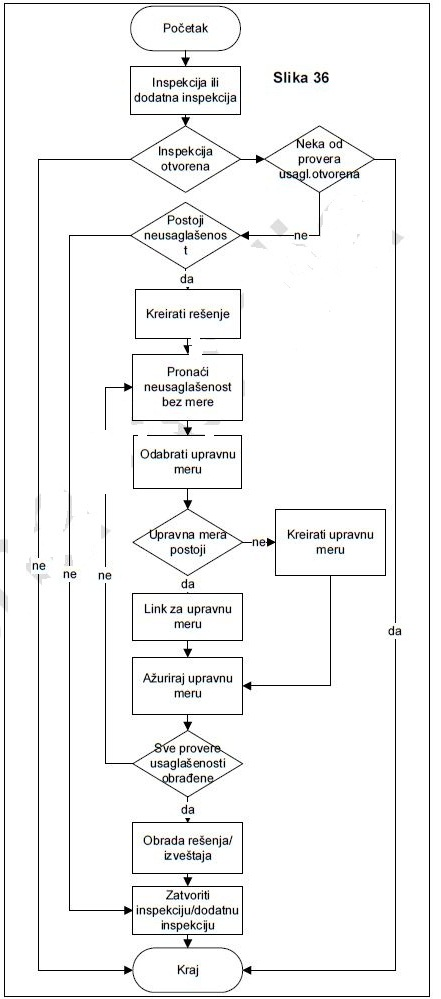 Početak
Slika 36
Inspekcija ili
dodatna inspekcija
Inspekcija
otvorena
Neka od
provera
usagl.otvorena
ne
Postoji
neusaglašenos
t
da
Kreirati rešenje
Pronaći
neusaglašenost
bez mere
Odabrati upravnu
meru
Upravna mera
postoji
ne
Kreirati upravnu
meru
ne
ne
ne
da
Link za upravnu
meru
da
Ažuriraj upravnu
meru
Sve provere
usaglašenosti
obrađene
da
Obrada rešenja/
izveštaja
Zatvoriti
inspekciju/dodatnu
inspekciju
Kraj